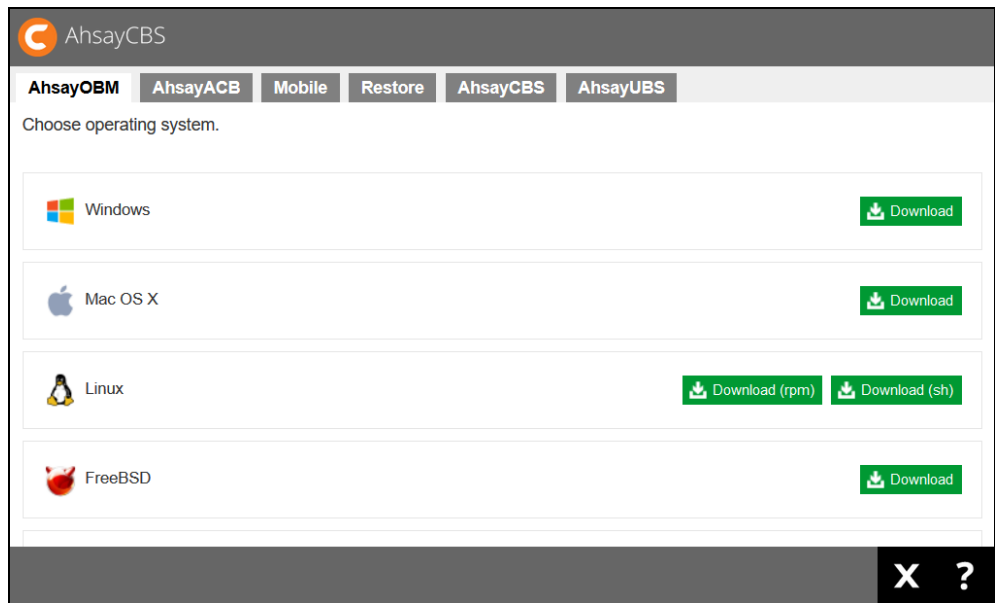 AhsayCBS
AhsayOBM AhsayACB Mobile Restore AhsayCBS AhsayUBS
Choose operating system.
Windows Download
Mac OS X Download
Linux Download (rpm) Download (sh)
FreeBSD Download
X ?